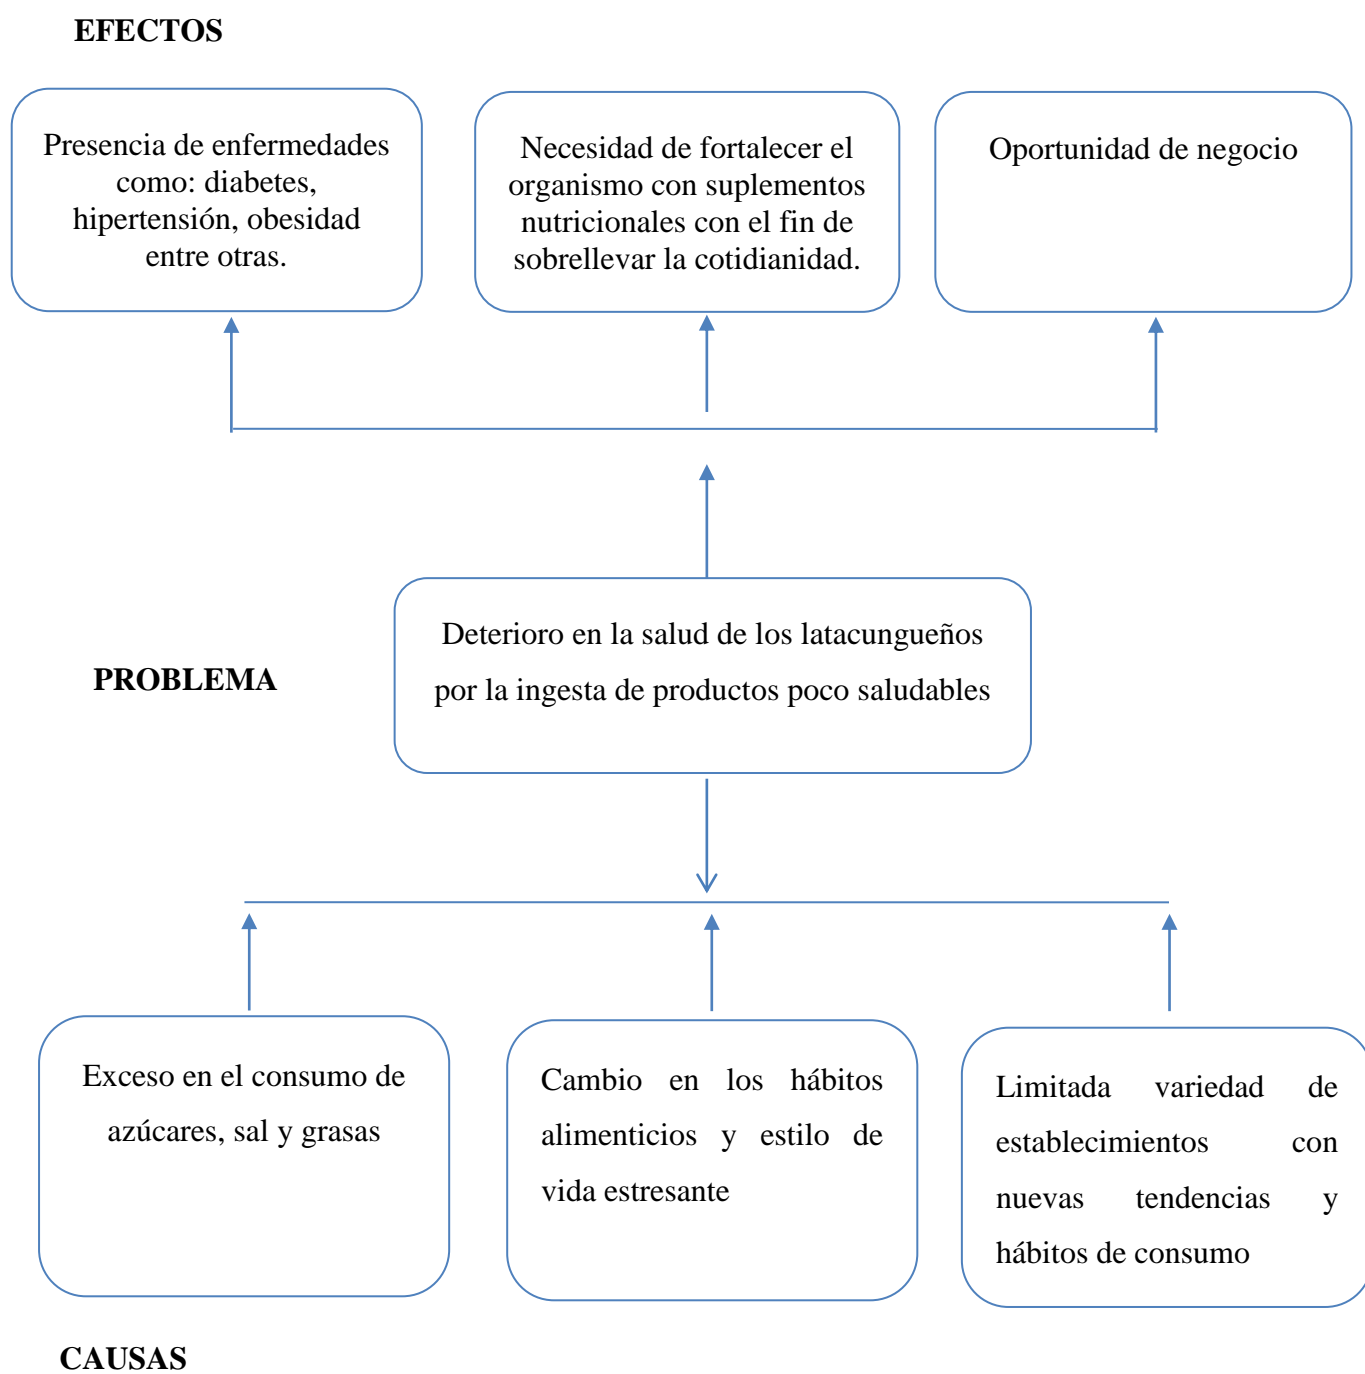 EFECTOS
Presencia de enfermedades
como: diabetes,
hipertensión, obesidad
entre otras.
Necesidad de fortalecer el
organismo con suplementos
nutricionales con el fin de
sobrellevar la cotidianidad.
Oportunidad de negocio
PROBLEMA
Deterioro en la salud de los latacungueños
por la ingesta de productos poco saludables
Exceso en el consumo de
azúcares, sal y grasas
Cambio en los hábitos
alimenticios y estilo de
vida estresante
Limitada variedad de
establecimientos con
nuevas tendencias y
hábitos de consumo
CAUSAS